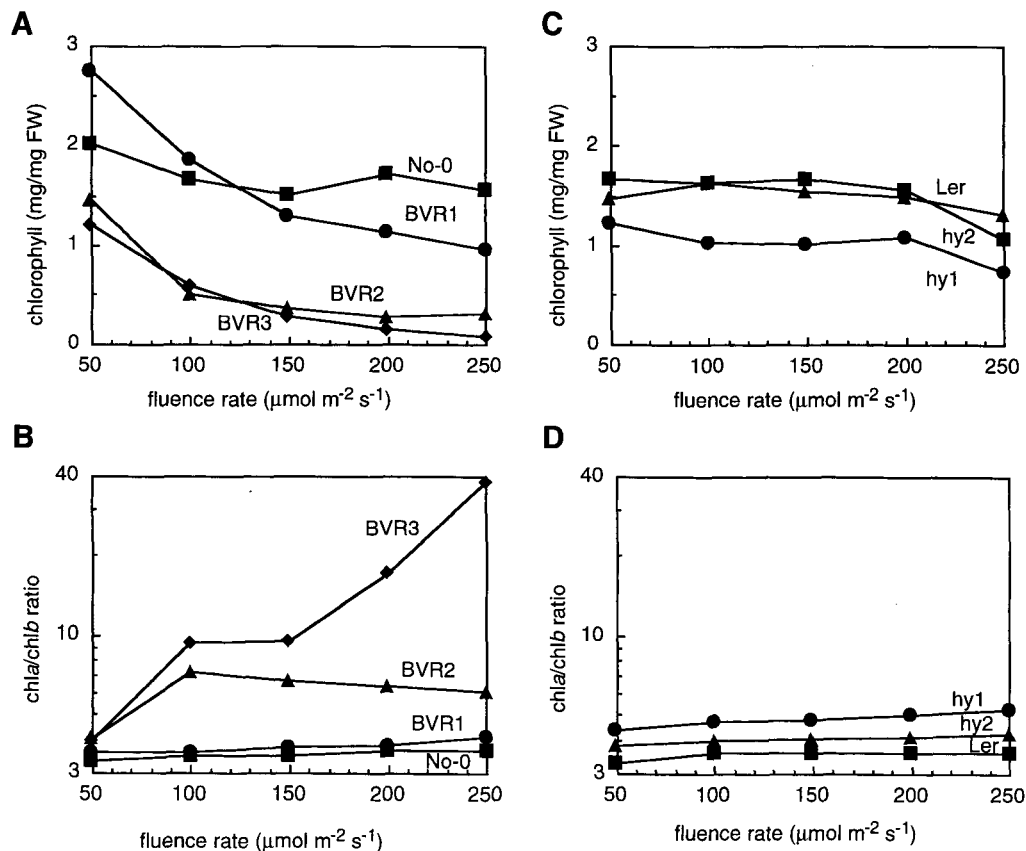 A
chlorophyll (mg/mg FW)
3
2
1
0
No-0
BVR1
BVR2
BVR3
50 100 150 200 250
fluence rate (μmol m⁻² s⁻¹)
C
chlorophyll (mg/mg FW)
3
2
1
0
Ler
hy2
hy1
50 100 150 200 250
fluence rate (μmol m⁻² s⁻¹)
B
chla/chlb ratio
40
10
3
BVR3
BVR2
BVR1
No-0
50 100 150 200 250
fluence rate (μmol m⁻² s⁻¹)
D
chla/chlb ratio
40
10
3
hy1
hy2
Ler
50 100 150 200 250
fluence rate (μmol m⁻² s⁻¹)